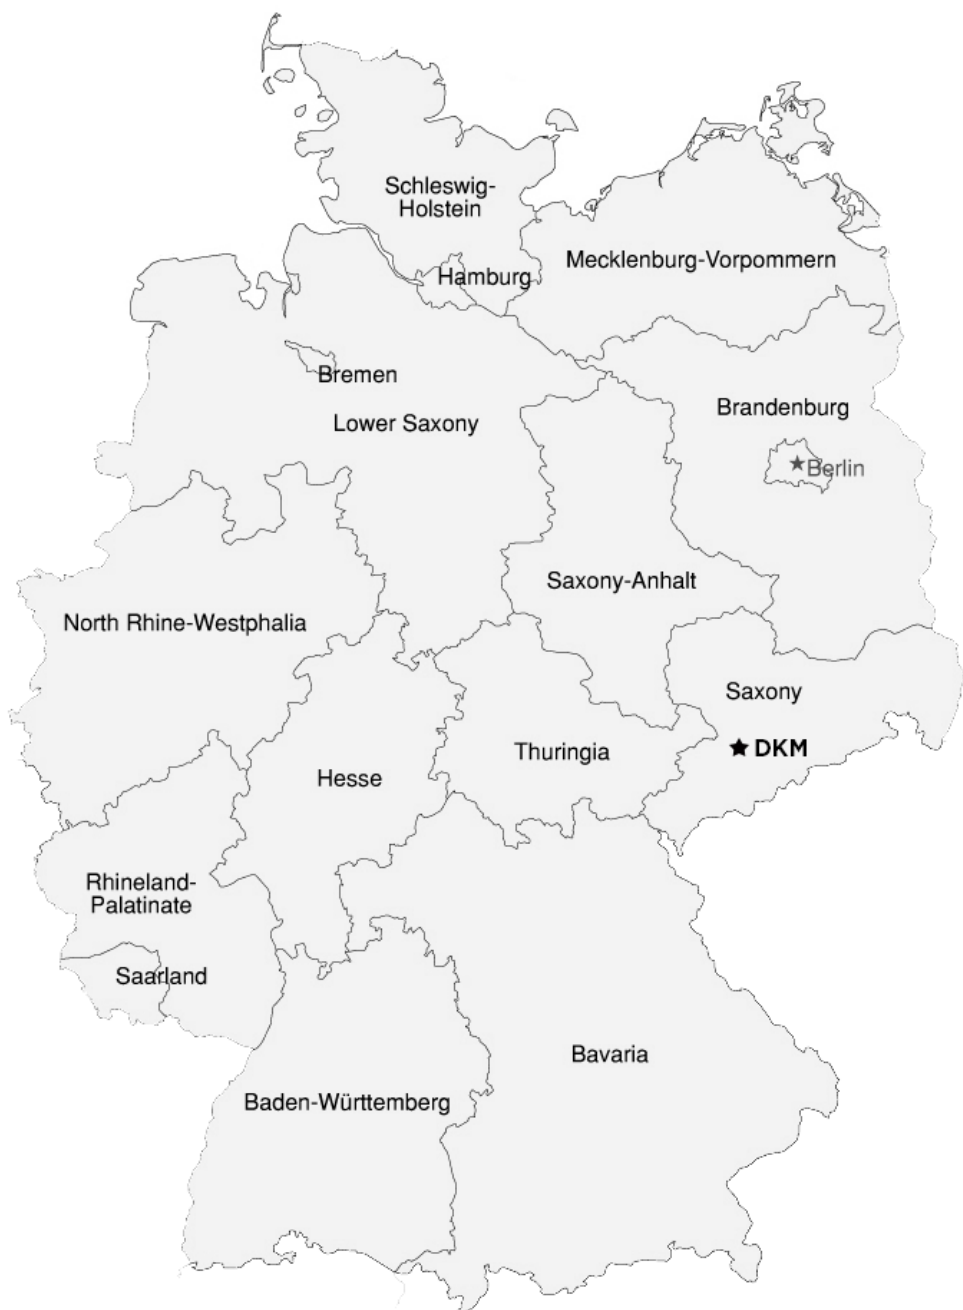 Schleswig-
Holstein
Mecklenburg-Vorpommern
Hamburg
Bremen
Brandenburg
Lower Saxony
★Berlin
Saxony-Anhalt
North Rhine-Westphalia
Saxony
★ DKM
Thuringia
Hesse
Rhineland-
Palatinate
Saarland
Bavaria
Baden-Württemberg